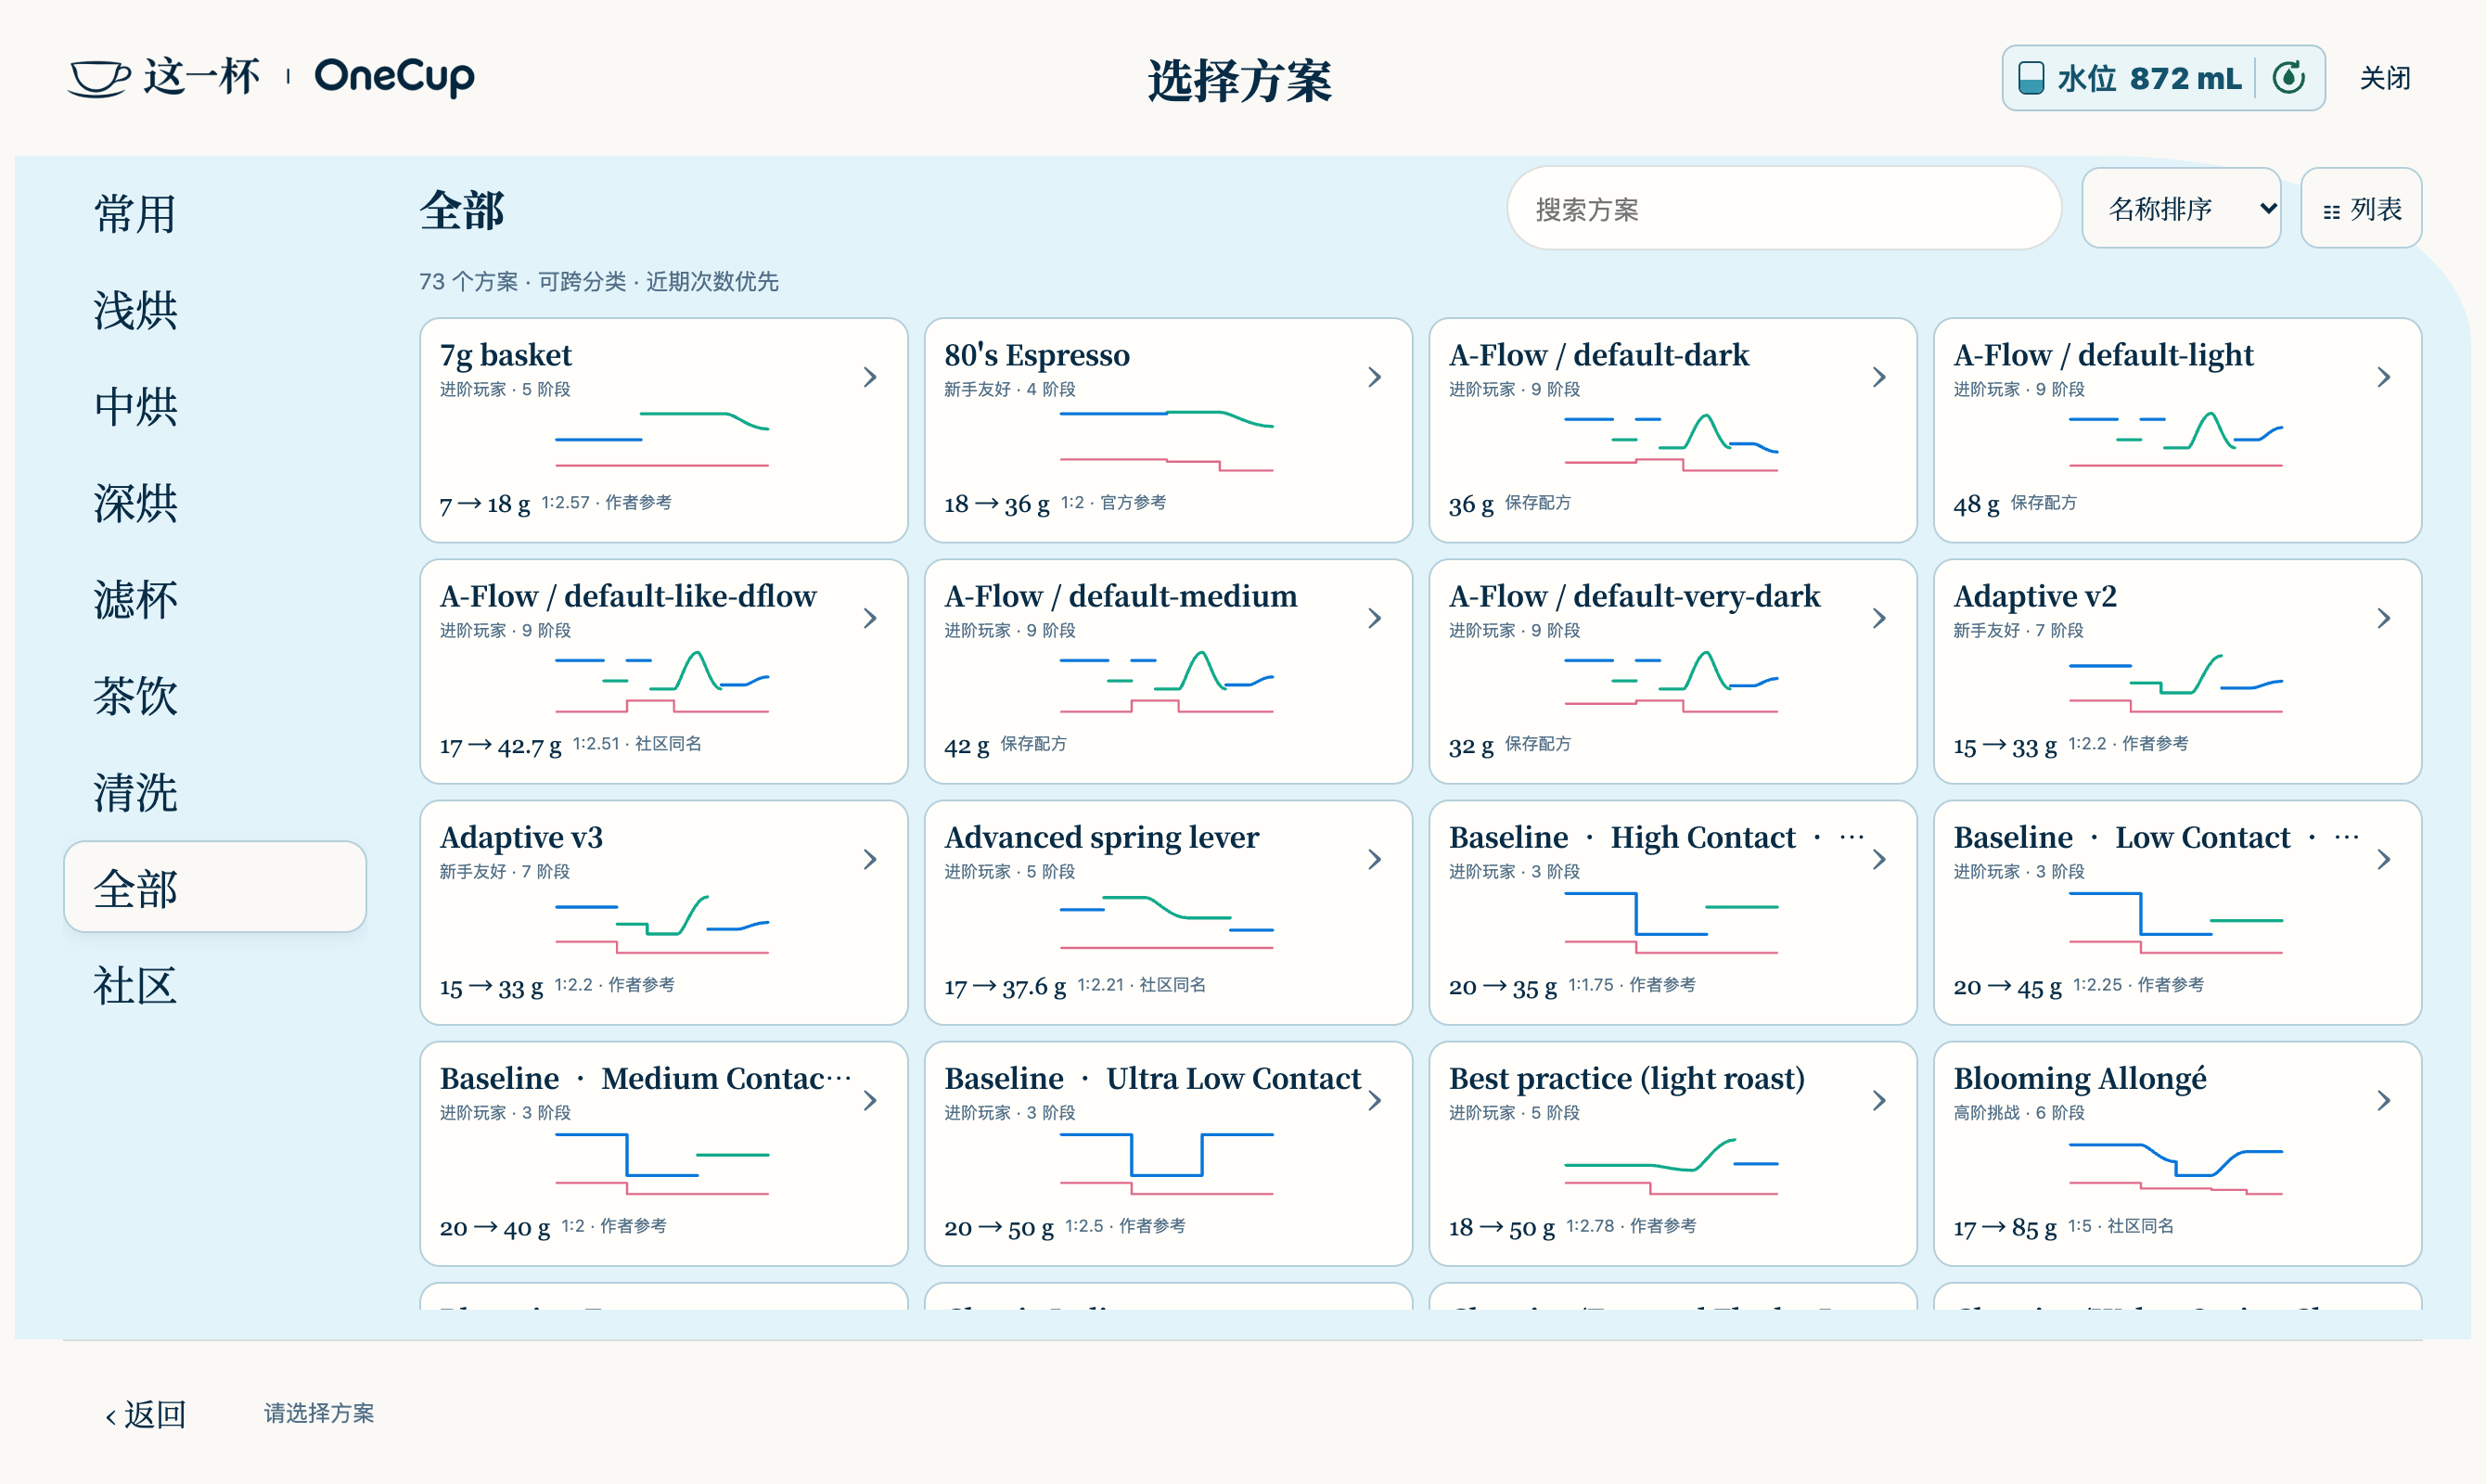 这一杯 | OneCup
选择方案
水位 872 mL
关闭
常用
浅烘
中烘
深烘
滤杯
茶饮
清洗
全部
社区
全部
搜索方案
名称排序
列表
73 个方案 · 可跨分类 · 近期次数优先
7g basket
进阶玩家 · 5 阶段
7 → 18 g 1:2.57 · 作者参考
80's Espresso
新手友好 · 4 阶段
18 → 36 g 1:2 · 官方参考
A-Flow / default-dark
进阶玩家 · 9 阶段
36 g 保存配方
A-Flow / default-light
进阶玩家 · 9 阶段
48 g 保存配方
A-Flow / default-like-dflow
进阶玩家 · 9 阶段
17 → 42.7 g 1:2.51 · 社区同名
A-Flow / default-medium
进阶玩家 · 9 阶段
42 g 保存配方
A-Flow / default-very-dark
进阶玩家 · 9 阶段
32 g 保存配方
Adaptive v2
新手友好 · 7 阶段
15 → 33 g 1:2.2 · 作者参考
Adaptive v3
新手友好 · 7 阶段
15 → 33 g 1:2.2 · 作者参考
Advanced spring lever
进阶玩家 · 5 阶段
17 → 37.6 g 1:2.21 · 社区同名
Baseline · High Contact · …
进阶玩家 · 3 阶段
20 → 35 g 1:1.75 · 作者参考
Baseline · Low Contact · …
进阶玩家 · 3 阶段
20 → 45 g 1:2.25 · 作者参考
Baseline · Medium Contac…
进阶玩家 · 3 阶段
20 → 40 g 1:2 · 作者参考
Baseline · Ultra Low Contact
进阶玩家 · 3 阶段
20 → 50 g 1:2.5 · 作者参考
Best practice (light roast)
进阶玩家 · 5 阶段
18 → 50 g 1:2.78 · 作者参考
Blooming Allongé
高阶挑战 · 6 阶段
17 → 85 g 1:5 · 社区同名
‹ 返回
请选择方案